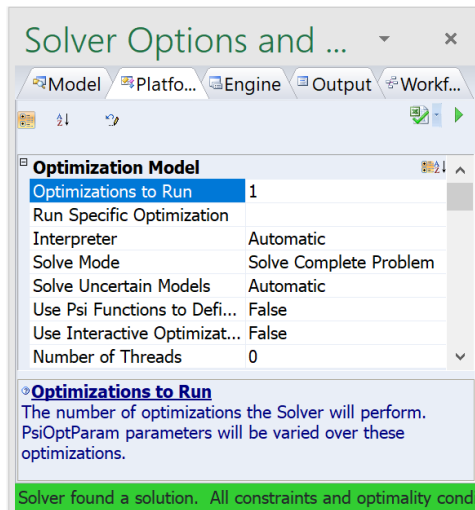 Solver Options and ...
Model Platfo... Engine Output Workf...
Optimization Model
Optimizations to Run 1
Run Specific Optimization
Interpreter Automatic
Solve Mode Solve Complete Problem
Solve Uncertain Models Automatic
Use Psi Functions to Defi... False
Use Interactive Optimizat... False
Number of Threads 0
Optimizations to Run
The number of optimizations the Solver will perform.
PsiOptParam parameters will be varied over these
optimizations.
Solver found a solution. All constraints and optimality cond